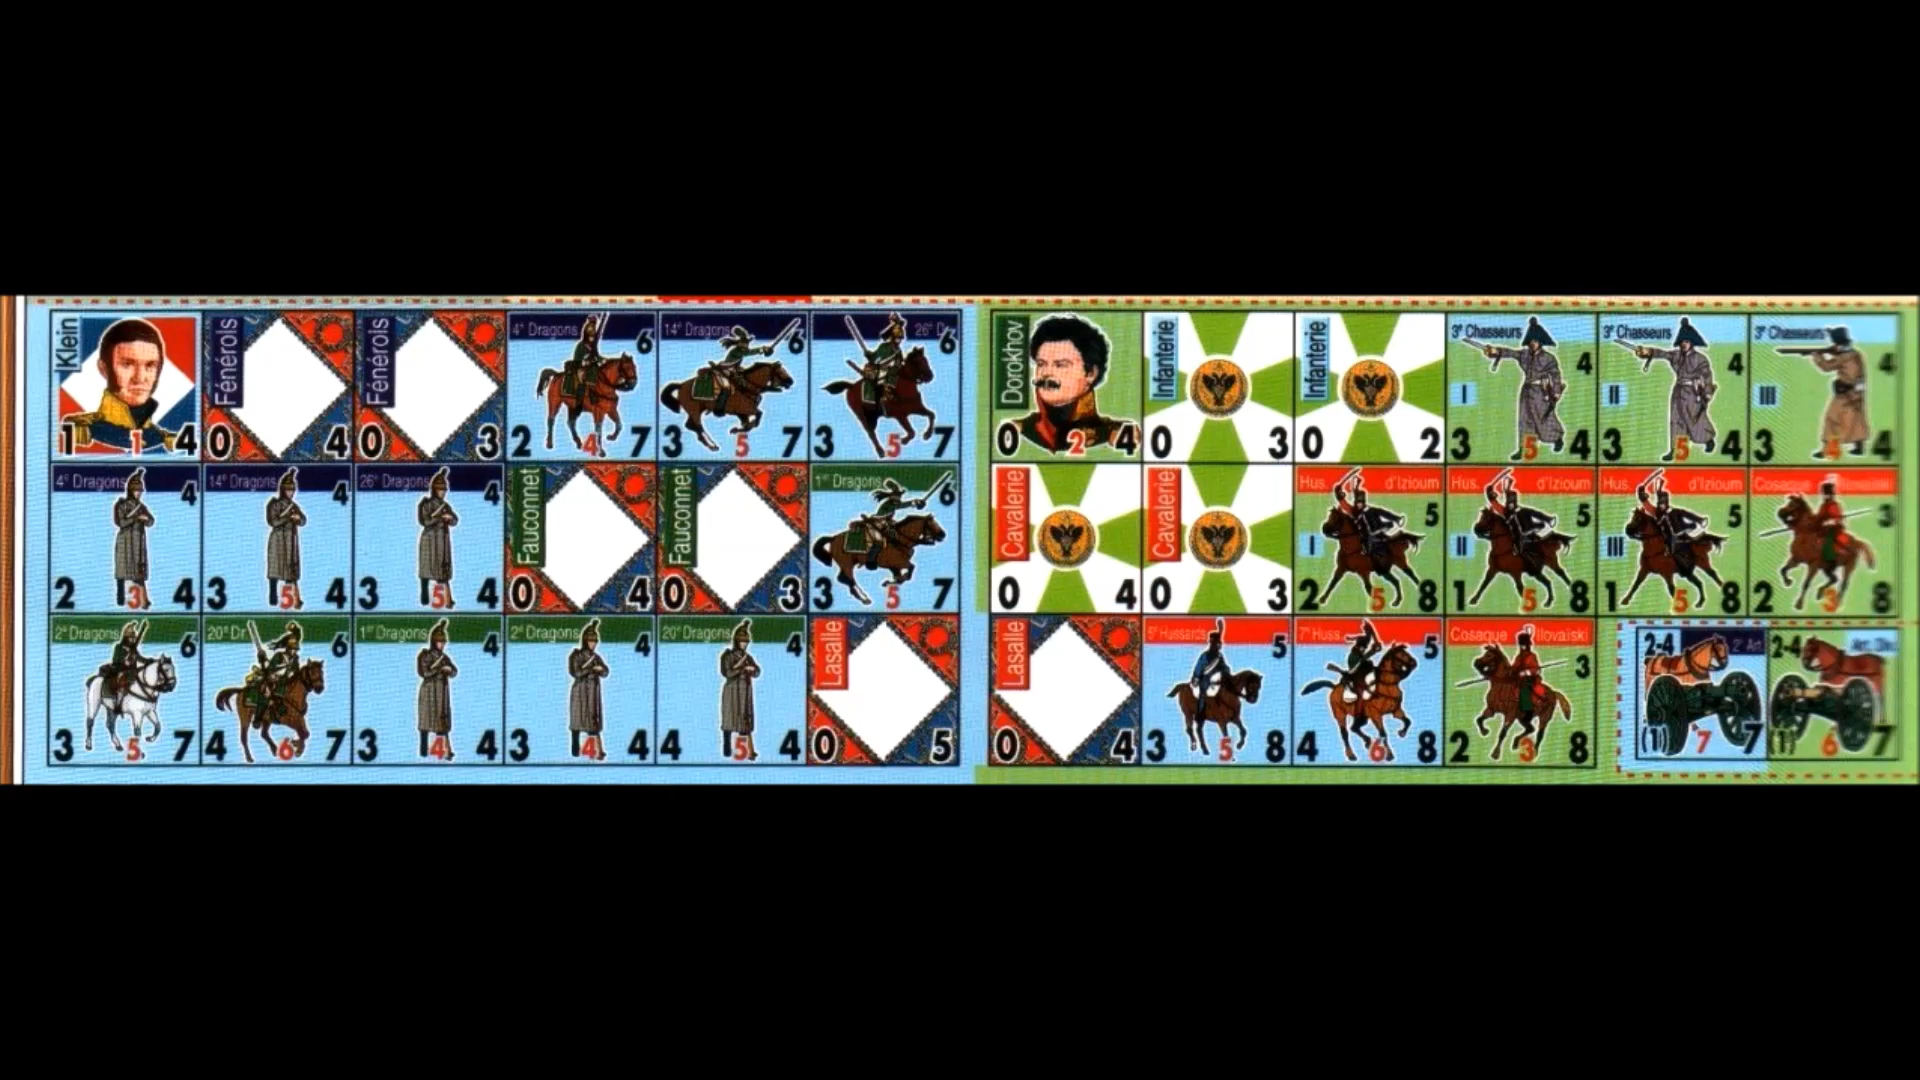 Klein
1 1 4
Fénérols
0 4
Fénérols
0 3
4e Dragons 6
2 4 7
14e Dragons 6
3 5 7
26e D 6
3 5 7
Dorokhov
0 2 4
Infanterie
0 3
Infanterie
0 2
3e Chasseurs
4
I
3 5 4
3e Chasseurs
4
II
3 5 4
3e Chasseurs
4
III
3 4 4
4e Dragons 4
2 3 4
14e Dragons 4
3 5 4
26e Dragons 4
3 5 4
Fauconnet
0 4
Fauconnet
0 3
1er Dragons 6
3 5 7
Cavalerie
0 4
Cavalerie
0 3
Hus. d'Izioum
5
I
2 5 8
Hus. d'Izioum
5
II
1 5 8
Hus. d'Izioum
5
III
1 5 8
Cosaque
3
2 3 8
2e Dragons 6
3 5 7
20e Dr. 6
4 6 7
1er Dragons 4
3 4 4
2e Dragons 4
3 4 4
20e Dragons 4
4 5 4
Lasalle
0 5
Lasalle
0 4
5e Hussards 5
3 5 8
7e Huss. 5
4 6 8
Cosaque Ilovaïski
3
2 3 8
2-4 2e Art
(1) 7 7
2-4
(1) 6 7